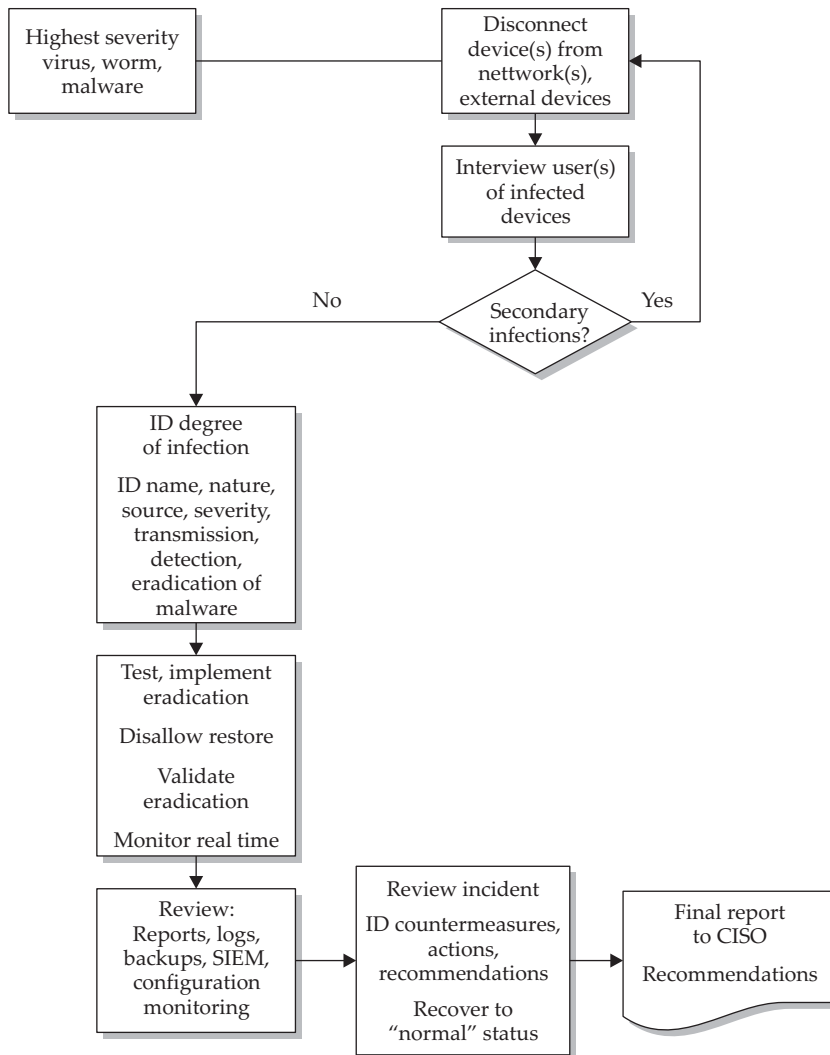 Highest severity
virus, worm,
malware
Disconnect
device(s) from
nettwork(s),
external devices
Interview user(s)
of infected
devices
No
Secondary
infections?
Yes
ID degree
of infection
ID name, nature,
source, severity,
transmission,
detection,
eradication of
malware
Test, implement
eradication
Disallow restore
Validate
eradication
Monitor real time
Review:
Reports, logs,
backups, SIEM,
configuration
monitoring
Review incident
ID countermeasures,
actions,
recommendations
Recover to
“normal” status
Final report
to CISO
Recommendations